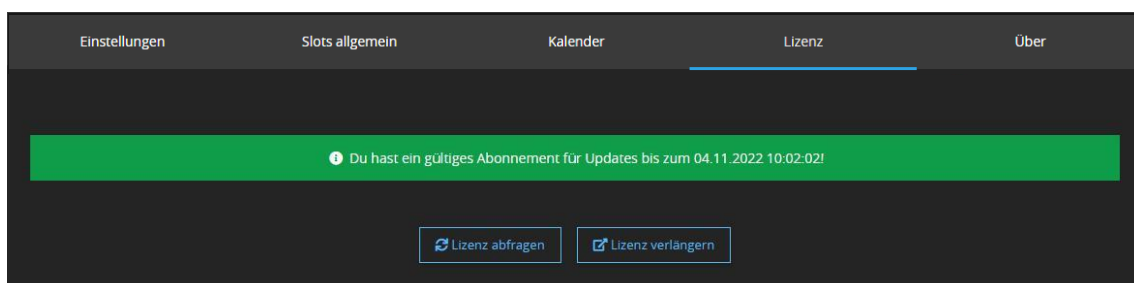 Einstellungen Slots allgemein Kalender Lizenz Über
Du hast ein gültiges Abonnement für Updates bis zum 04.11.2022 10:02:02!
Lizenz abfragen Lizenz verlängern